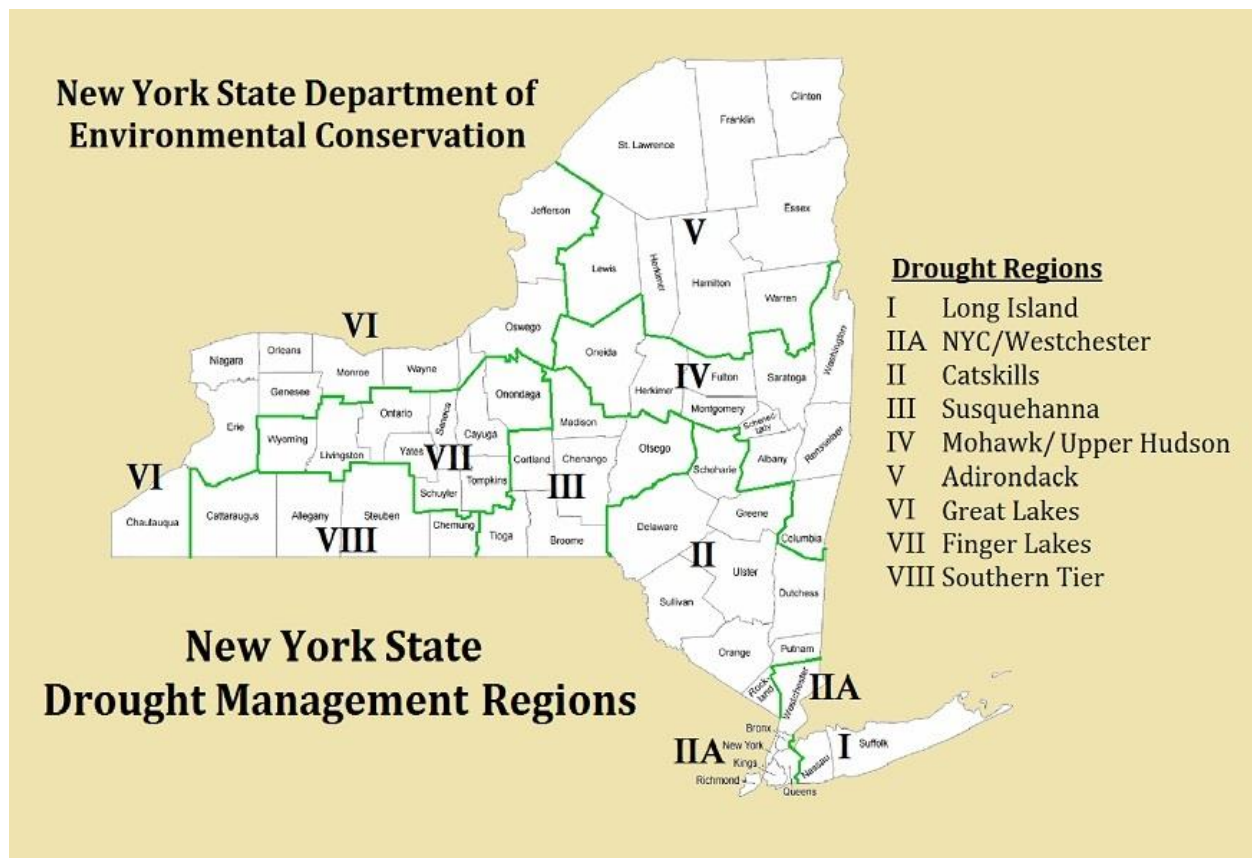 New York State Department of
Environmental Conservation
Clinton
Franklin
St. Lawrence
Essex
Jefferson
V
Lewis
Herkimer
Hamilton
Warren
Washington
VI
Oswego
Oneida
Niagara
Orleans
Monroe
Wayne
Genesee
Herkimer
IV
Fulton
Saratoga
Montgomery
Schenec
tady
Onondaga
Madison
Ontario
Seneca
Cayuga
Erie
Wyoming
Livingston
Yates
VII
Otsego
Schoharie
Albany
Rensselaer
Cortland
Chenango
VI
III
Schuyler
Tompkins
Chautauqua
Cattaraugus
Allegany
Steuben
VIII
Chemung
Tioga
Broome
Delaware
Greene
Columbia
II
Ulster
Sullivan
Dutchess
Orange
Putnam
Rock-
land
Westchester
IIA
Bronx
New York
IIA
Kings
Richmond
Queens
Nassau
I
Suffolk
Drought Regions
I Long Island
IIA NYC/Westchester
II Catskills
III Susquehanna
IV Mohawk/Upper Hudson
V Adirondack
VI Great Lakes
VII Finger Lakes
VIII Southern Tier
New York State
Drought Management Regions